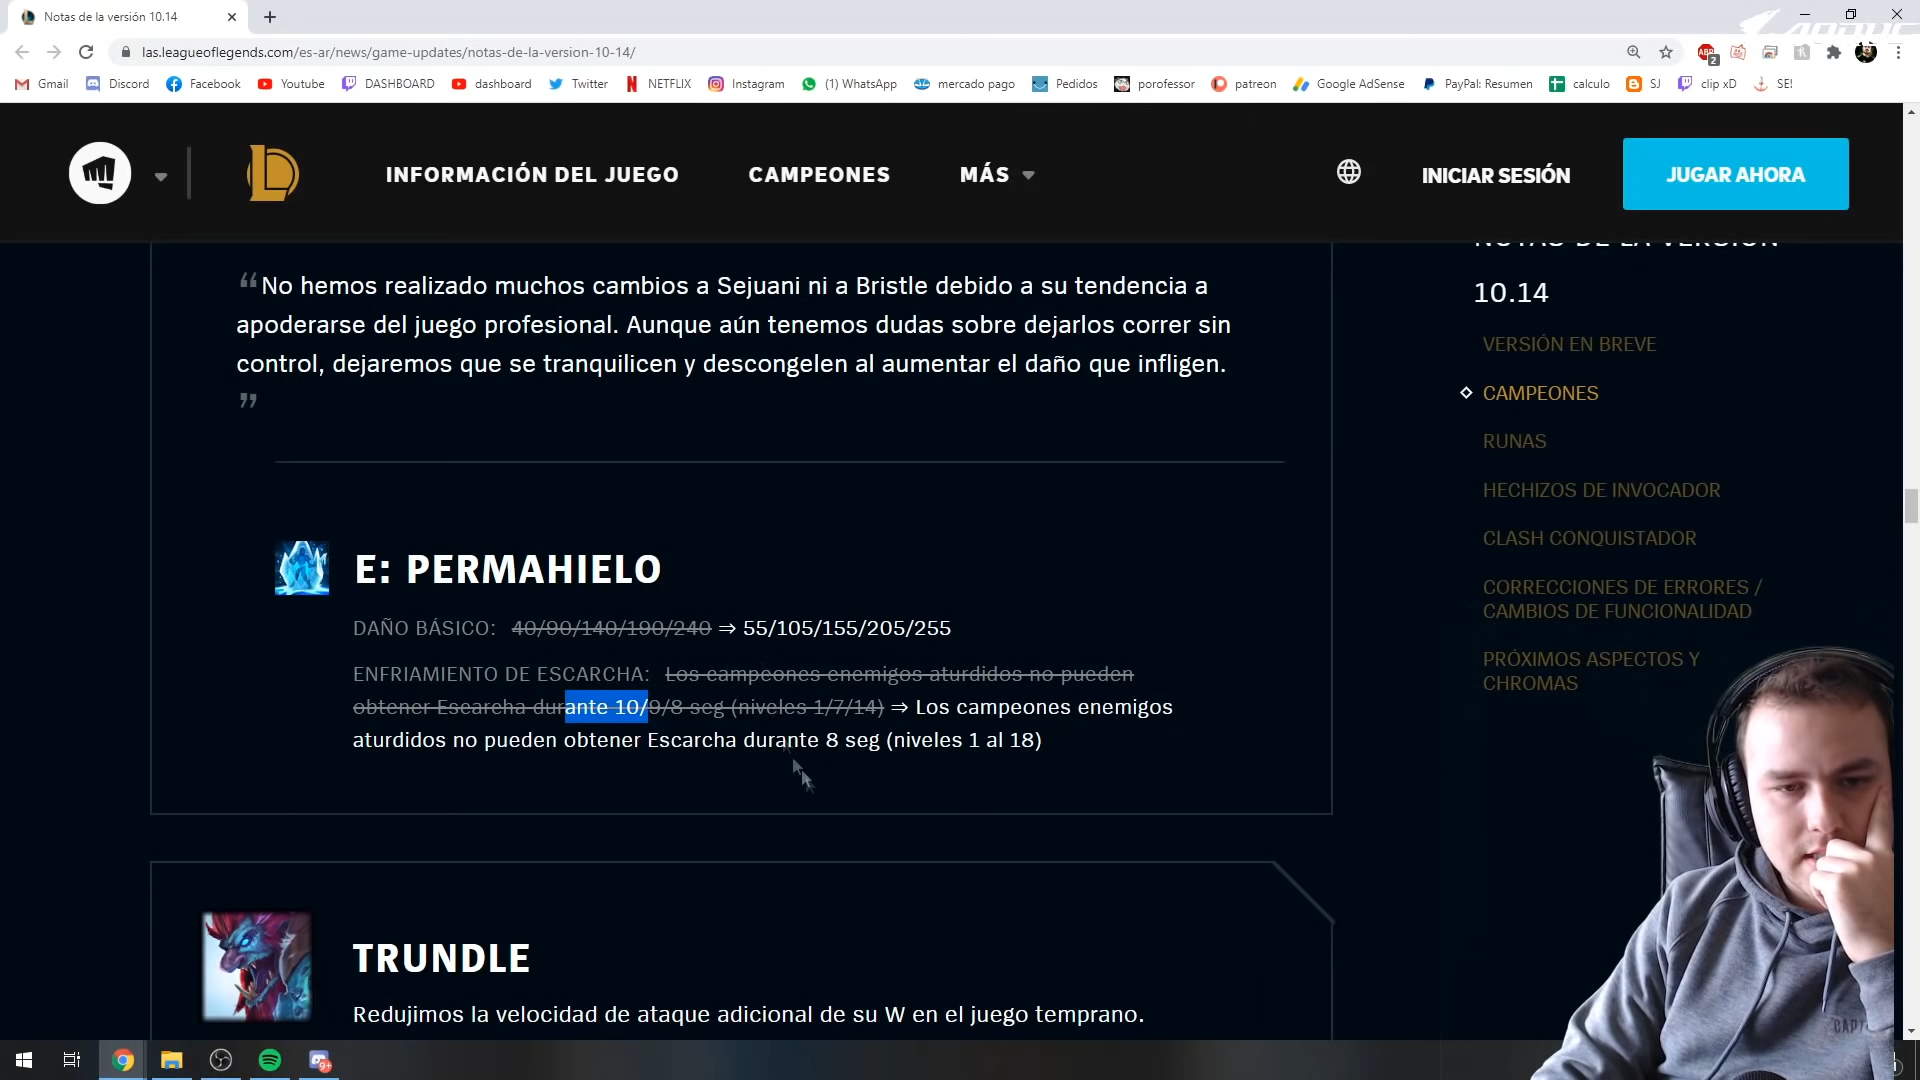 Notas de la versión 10.14
las.leagueoflegends.com/es-ar/news/game-updates/notas-de-la-version-10-14/
ABP
2
Gmail Discord Facebook Youtube DASHBOARD dashboard Twitter NETFLIX Instagram (1) WhatsApp mercado pago Pedidos porofessor patreon Google AdSense PayPal: Resumen calculo SJ clip xD SE!
INFORMACIÓN DEL JUEGO CAMPEONES MÁS INICIAR SESIÓN JUGAR AHORA
“No hemos realizado muchos cambios a Sejuani ni a Bristle debido a su tendencia a
apoderarse del juego profesional. Aunque aún tenemos dudas sobre dejarlos correr sin
control, dejaremos que se tranquilicen y descongelen al aumentar el daño que infligen.
”
E: PERMAHIELO
DAÑO BÁSICO: 40/90/140/190/240 ⇒ 55/105/155/205/255
ENFRIAMIENTO DE ESCARCHA: Los campeones enemigos aturdidos no pueden
obtener Escarcha durante 10/9/8 seg (niveles 1/7/14) ⇒ Los campeones enemigos
aturdidos no pueden obtener Escarcha durante 8 seg (niveles 1 al 18)
TRUNDLE
Redujimos la velocidad de ataque adicional de su W en el juego temprano.
NOTAS DE LA VERSIÓN
10.14
VERSIÓN EN BREVE
CAMPEONES
RUNAS
HECHIZOS DE INVOCADOR
CLASH CONQUISTADOR
CORRECCIONES DE ERRORES /
CAMBIOS DE FUNCIONALIDAD
PRÓXIMOS ASPECTOS Y
CHROMAS
9+